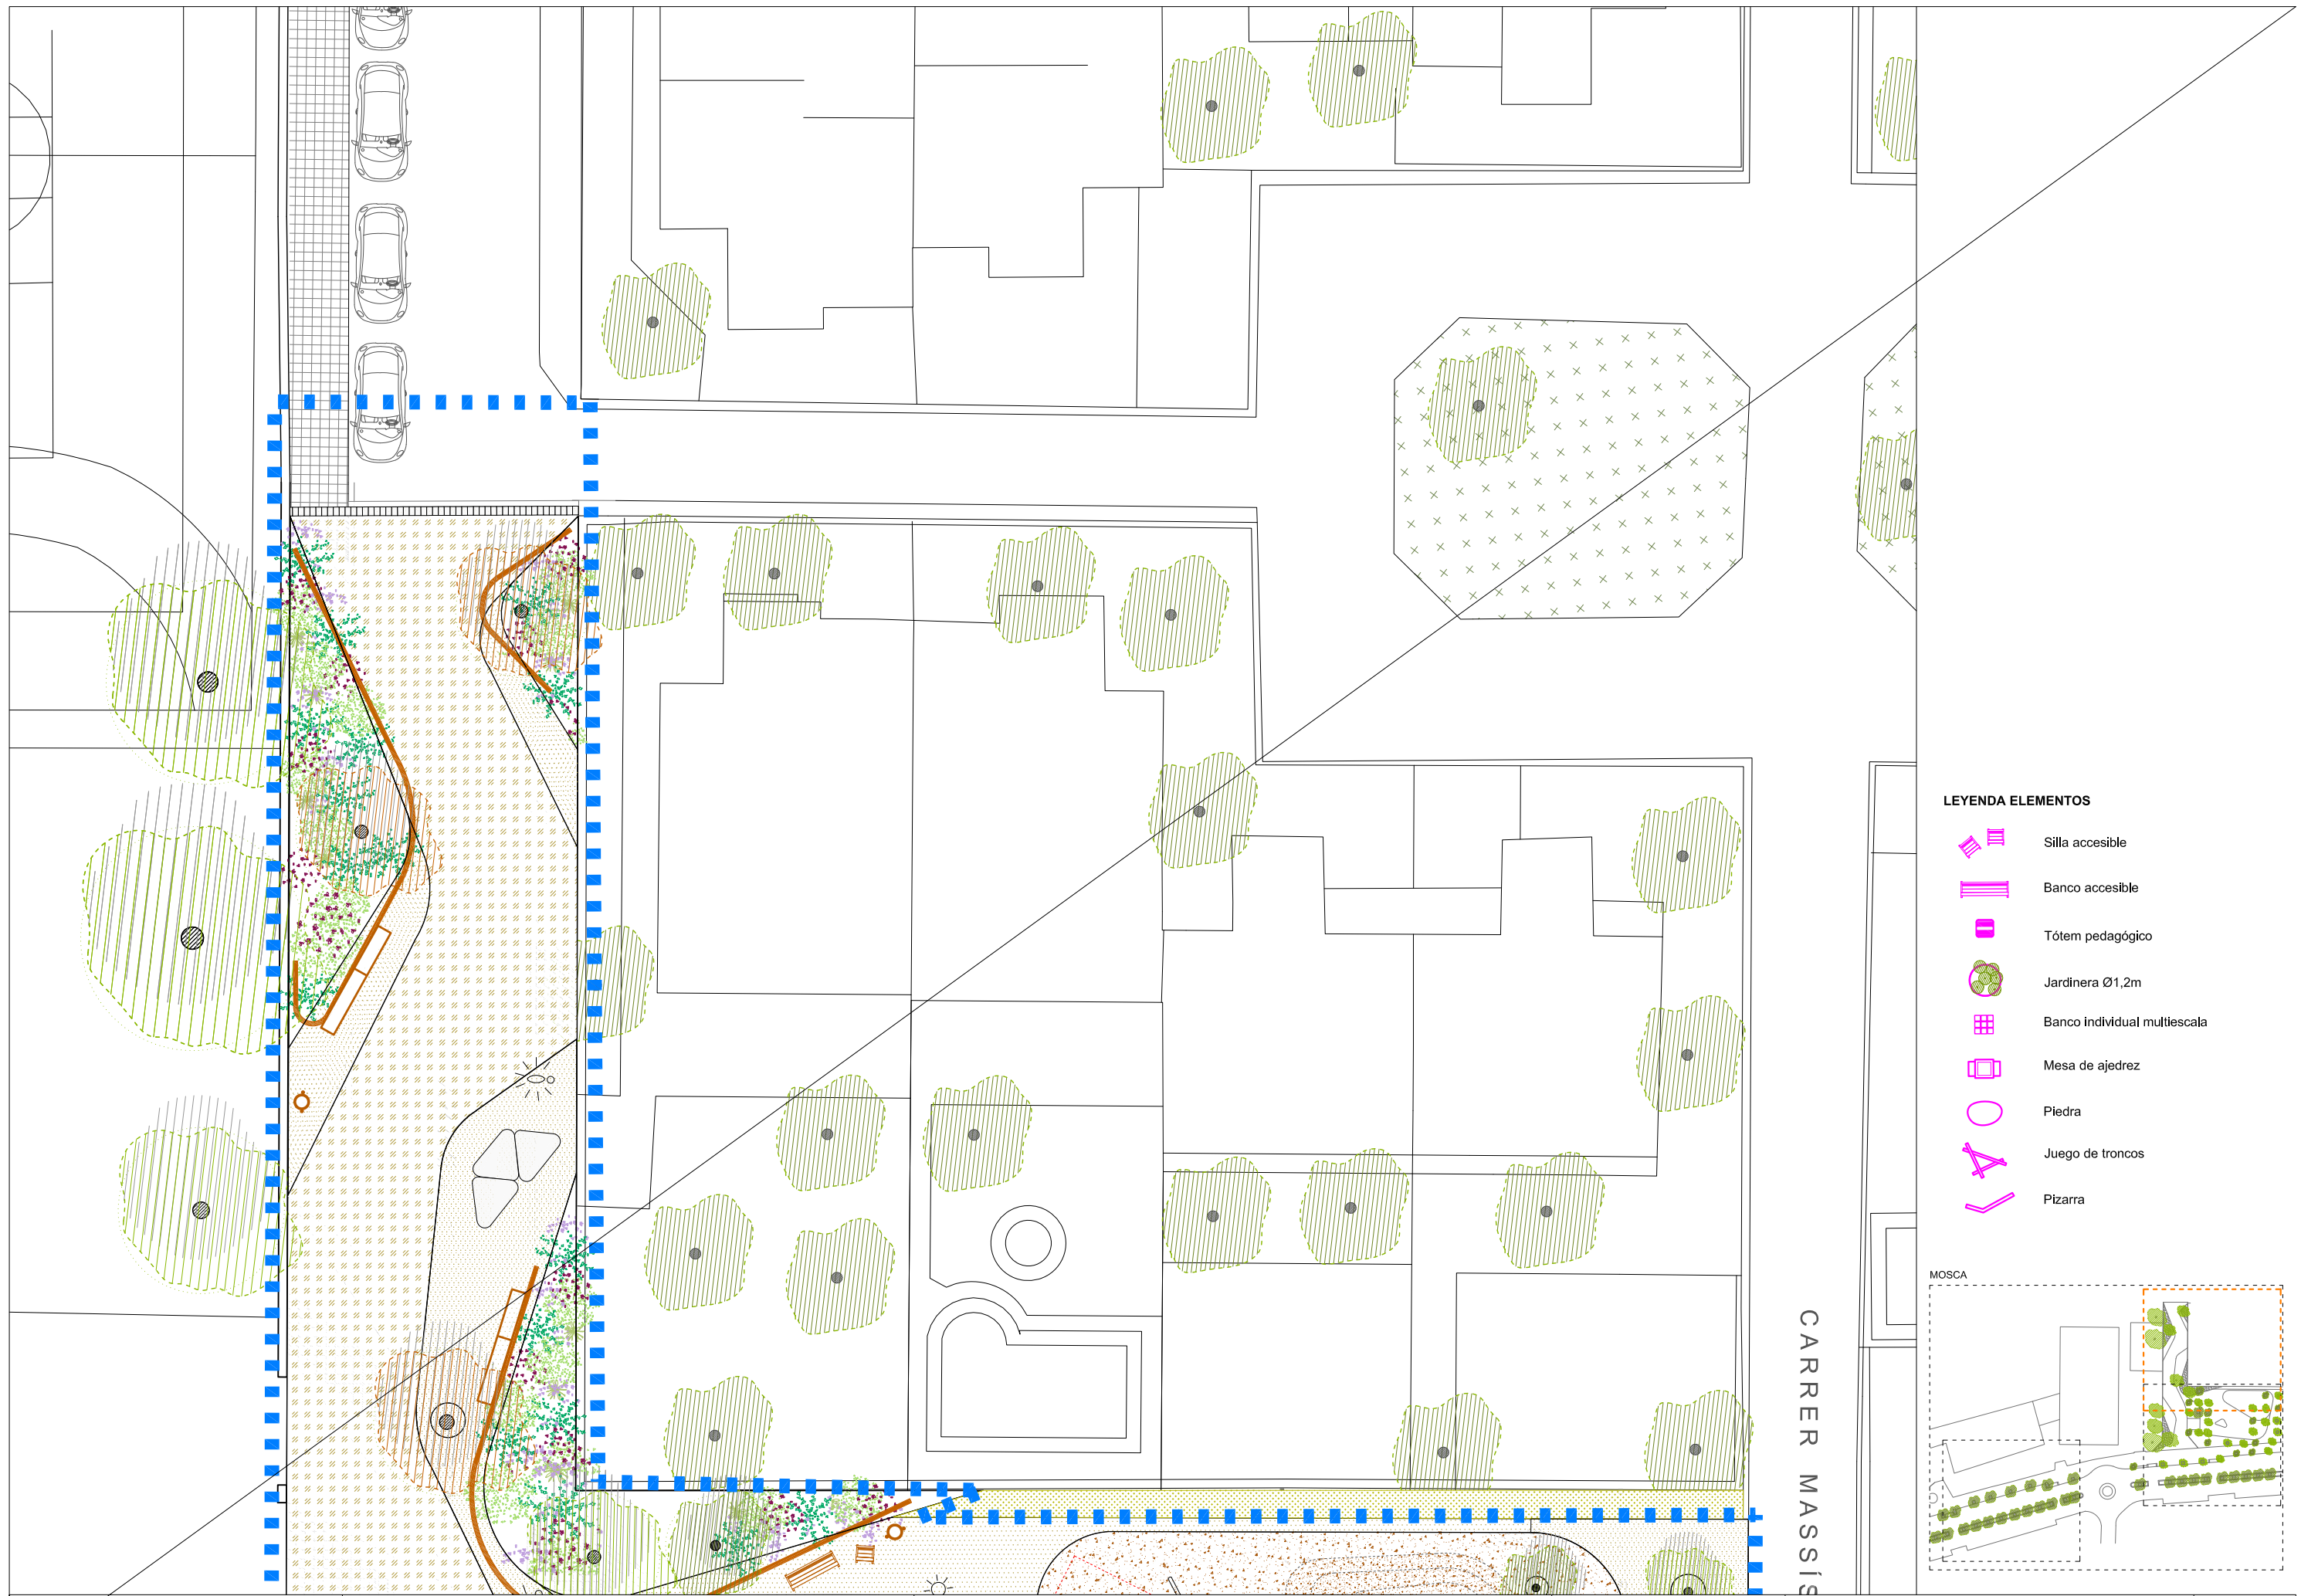 LEYENDA ELEMENTOS
Silla accesible
Banco accesible
Tótem pedagógico
Jardinera Ø1,2m
Banco individual multiescala
Mesa de ajedrez
Piedra
Juego de troncos
Pizarra
MOSCA
CARRER MASSÍS